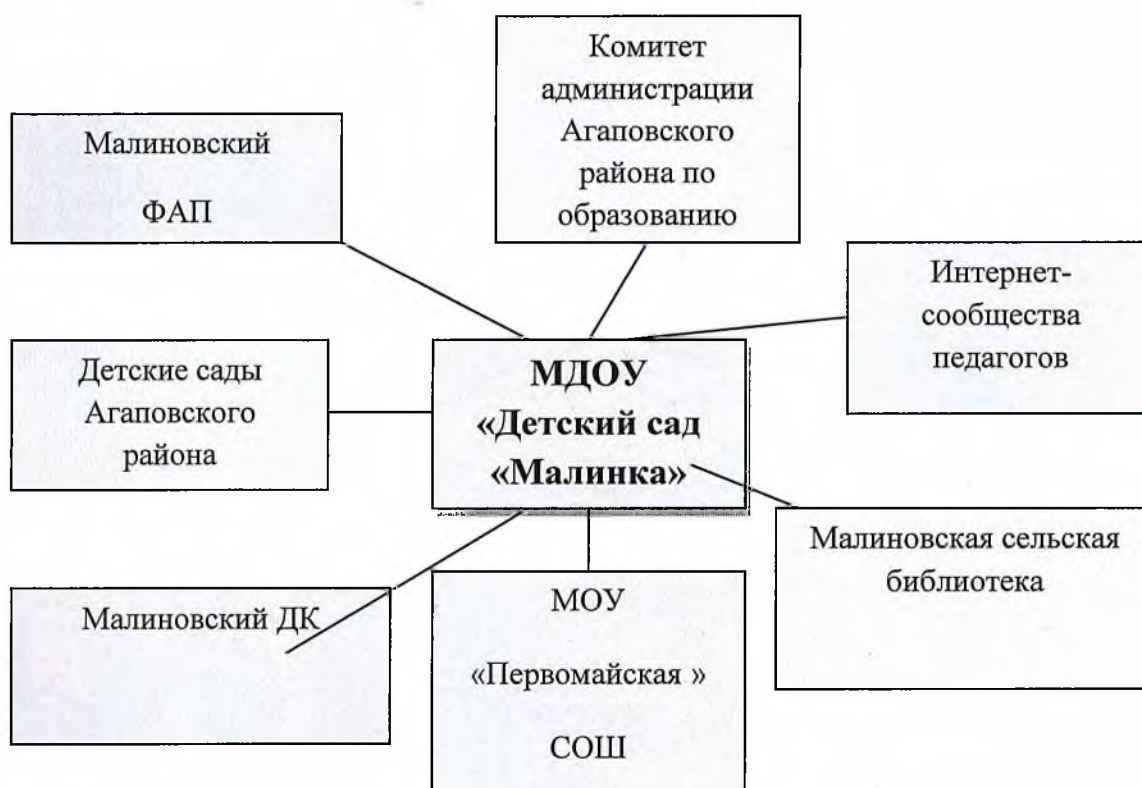 Комитет
администрации
Агаповского
района по
образованию
Малиновский
ФАП
Интернет-
сообщества
педагогов
Детские сады
Агаповского
района
МДОУ
«Детский сад
«Малинка»
Малиновская сельская
библиотека
Малиновский ДК
МОУ
«Первомайская »
СОШ